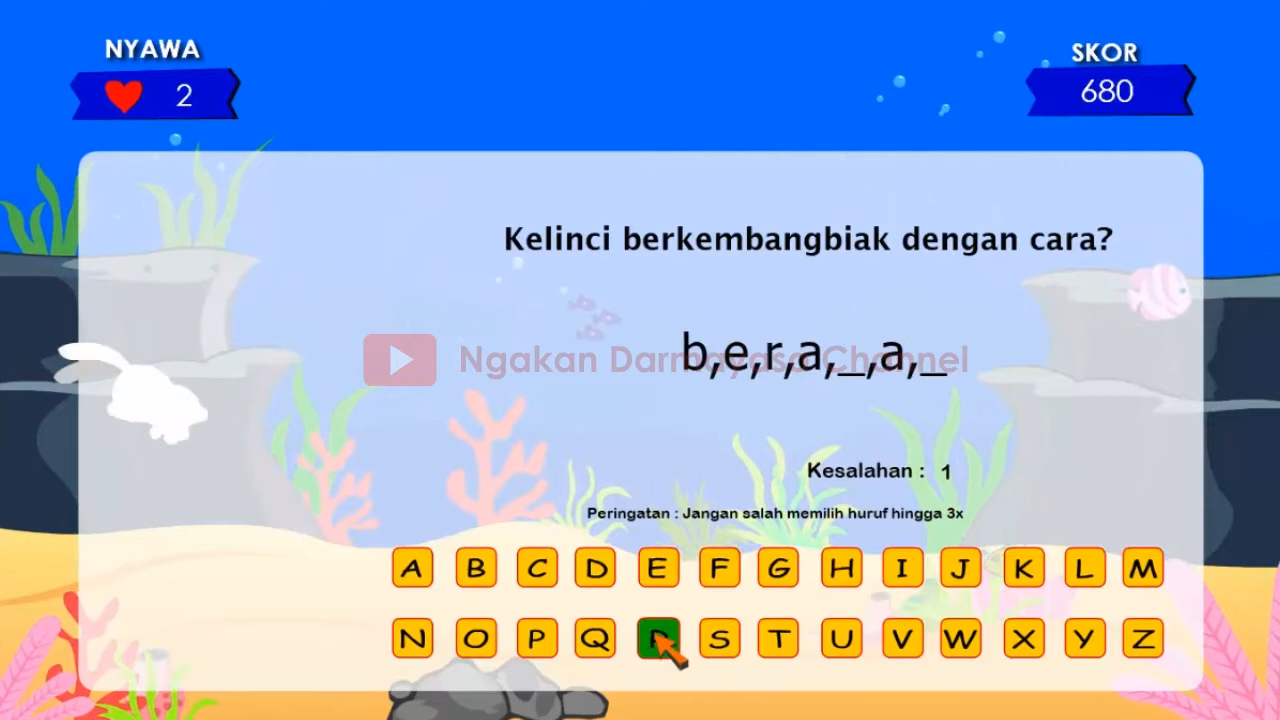 NYAWA
2
SKOR
680
Kelinci berkembangbiak dengan cara?
b,e,r,a,_,a,_
Ngakan Darmayasa Channel
Kesalahan : 1
Peringatan : Jangan salah memilih huruf hingga 3x
A B C D E F G H I J K L M
N O P Q R S T U V W X Y Z